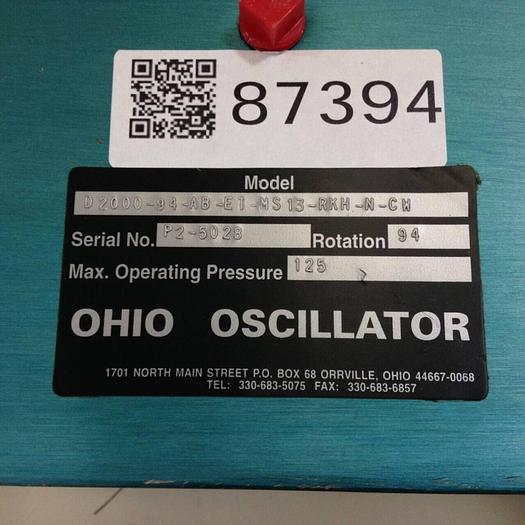 87394
Model
D2000-94-AB-ET-MS13-RKH-N-CW
Serial No. P2-5028 Rotation 94
Max. Operating Pressure 125
OHIO OSCILLATOR
1701 NORTH MAIN STREET P.O. BOX 68 ORRVILLE, OHIO 44667-0068
TEL: 330-683-5075 FAX: 330-683-6857